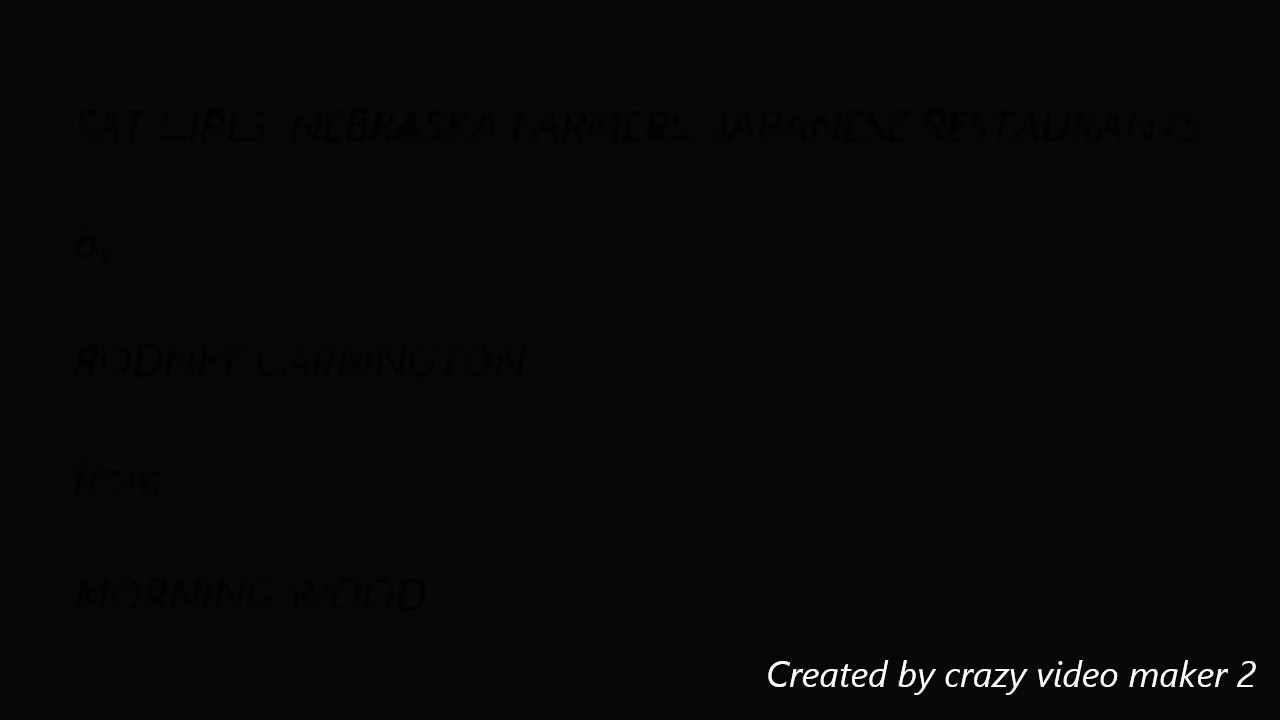 FAT GIRLS, NEBRASKA FARMERS, JAPANESE RESTAURANTS
by
RODNEY CARRINGTON
from
MORNING WOOD
Created by crazy video maker 2